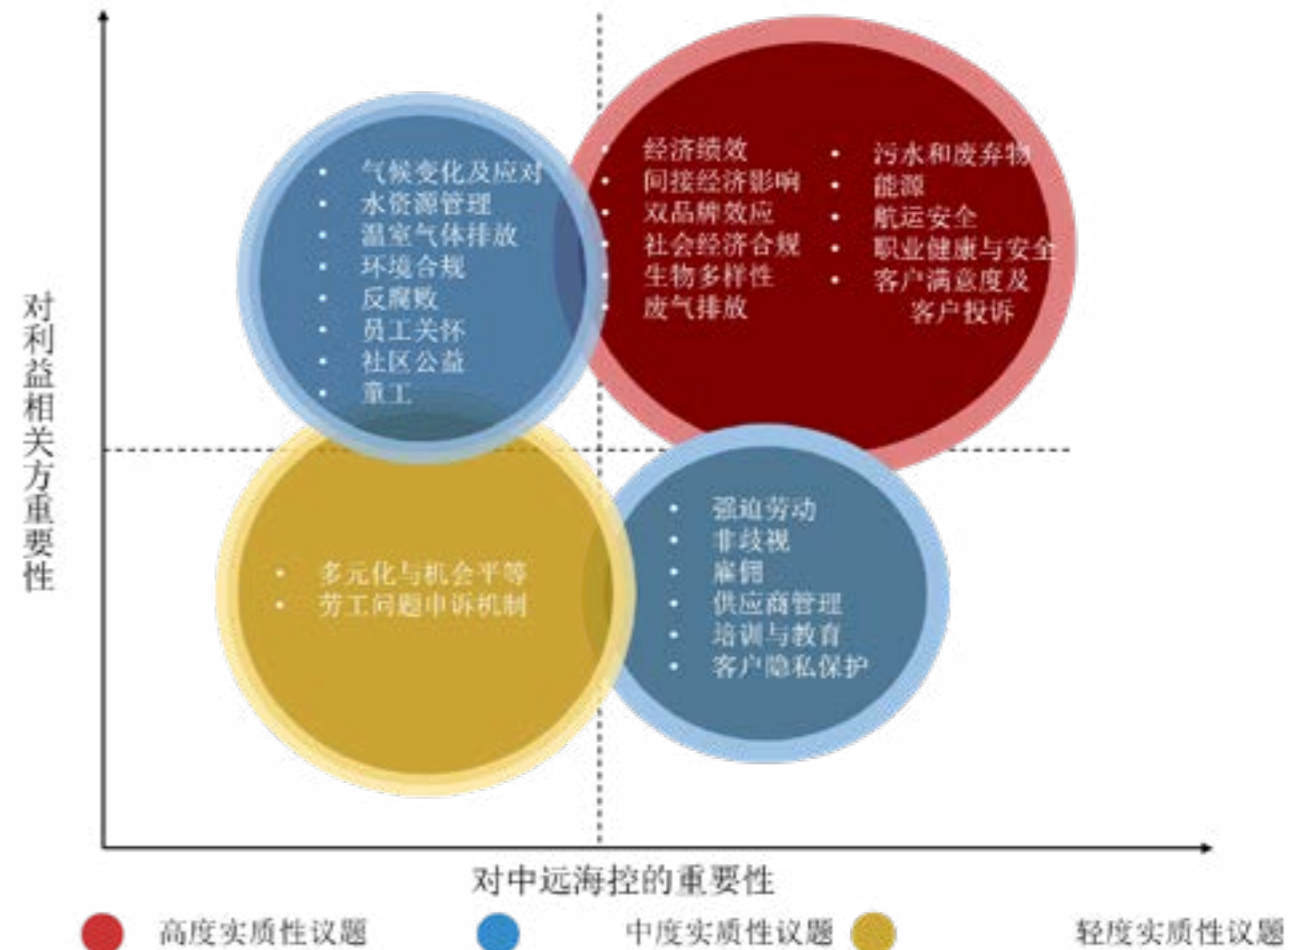 对利益相关方重要性
气候变化及应对
水资源管理
温室气体排放
环境合规
反腐败
员工关怀
社区公益
童工
经济绩效
间接经济影响
双品牌效应
社会经济合规
生物多样性
废气排放
污水和废弃物
能源
航运安全
职业健康与安全
客户满意度及
客户投诉
多元化与机会平等
劳工问题申诉机制
强迫劳动
非歧视
雇佣
供应商管理
培训与教育
客户隐私保护
对中远海控的重要性
高度实质性议题
中度实质性议题
轻度实质性议题